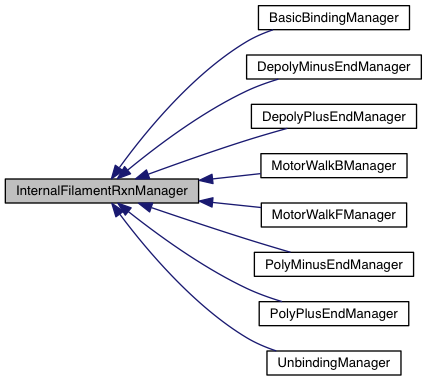 BasicBindingManager
DepolyMinusEndManager
DepolyPlusEndManager
MotorWalkBManager
InternalFilamentRxnManager
MotorWalkFManager
PolyMinusEndManager
PolyPlusEndManager
UnbindingManager